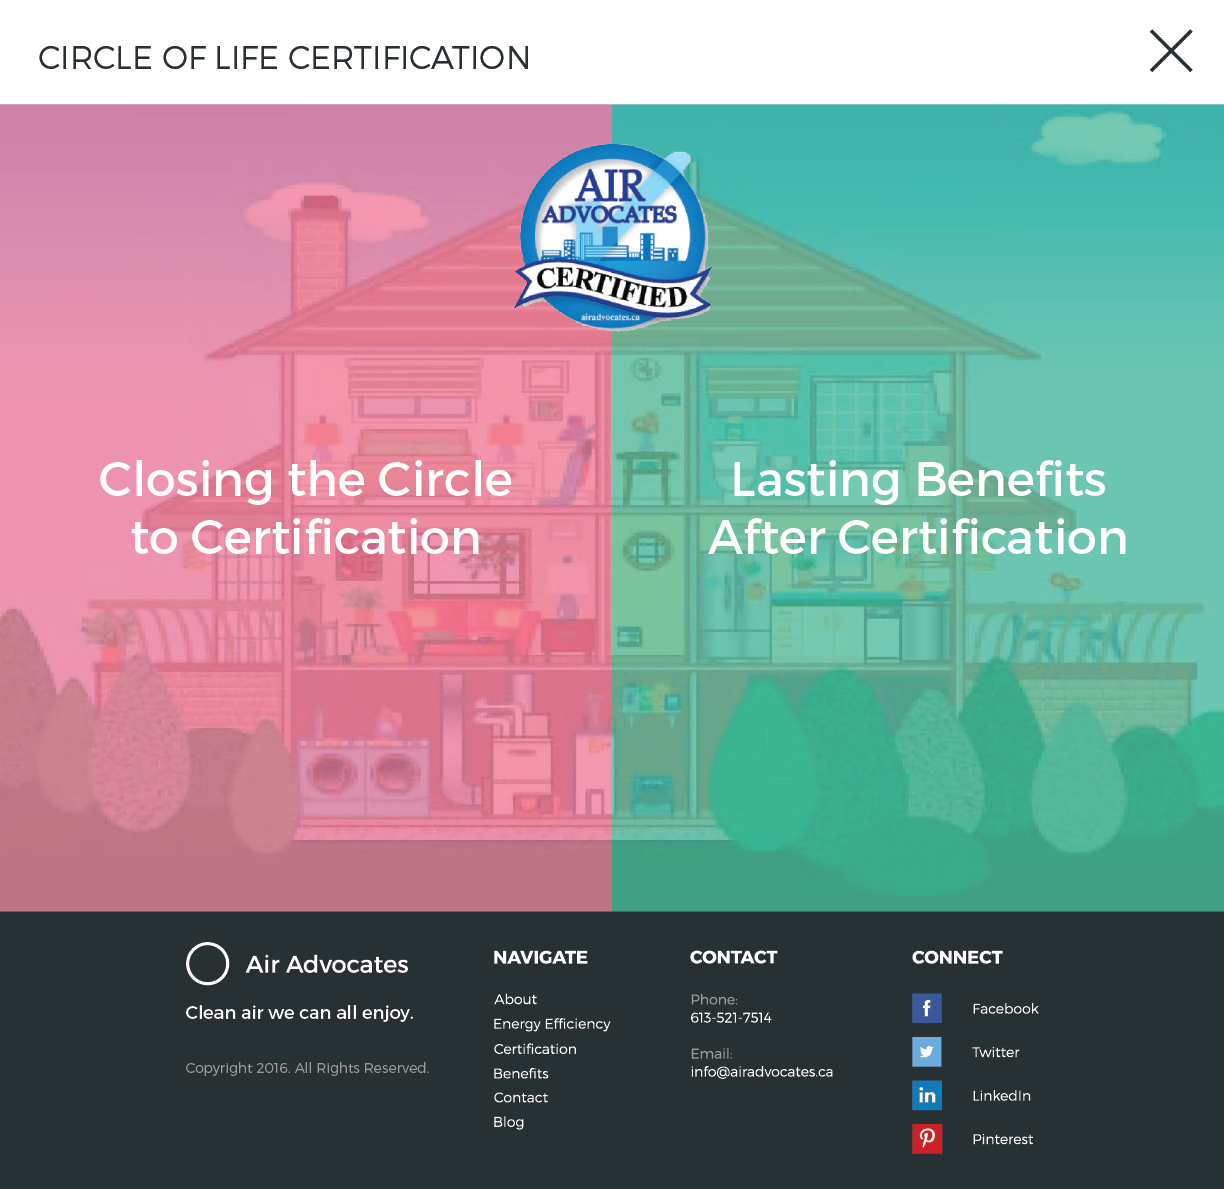 CIRCLE OF LIFE CERTIFICATION
AIR
ADVOCATES
CERTIFIED
airadvocates.ca
Closing the Circle
to Certification
Lasting Benefits
After Certification
Air Advocates
Clean air we can all enjoy.
Copyright 2016. All Rights Reserved.
NAVIGATE
About
Energy Efficiency
Certification
Benefits
Contact
Blog
CONTACT
Phone:
613-521-7514
Email:
info@airadvocates.ca
CONNECT
f Facebook
Twitter
in LinkedIn
Pinterest